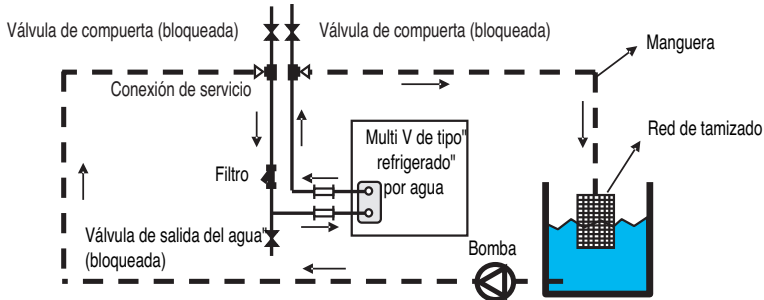 Válvula de compuerta (bloqueada)
Válvula de compuerta (bloqueada)
Manguera
Conexión de servicio
Multi V de tipo"
refrigerado"
por agua
Red de tamizado
Filtro
Válvula de salida del agua"
(bloqueada)
Bomba